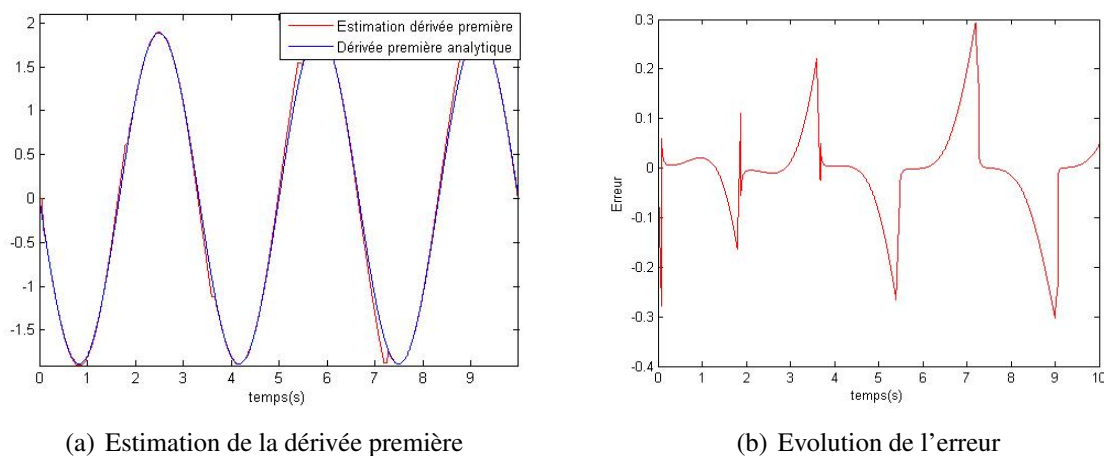 2
1.5
1
0.5
0
-0.5
-1
-1.5
0 1 2 3 4 5 6 7 8 9
temps(s)
Estimation dérivée première
Dérivée première analytique
(a) Estimation de la dérivée première
0.3
0.2
0.1
0
-0.1
-0.2
-0.3
-0.4
Erreur
0 1 2 3 4 5 6 7 8 9 10
temps(s)
(b) Evolution de l'erreur